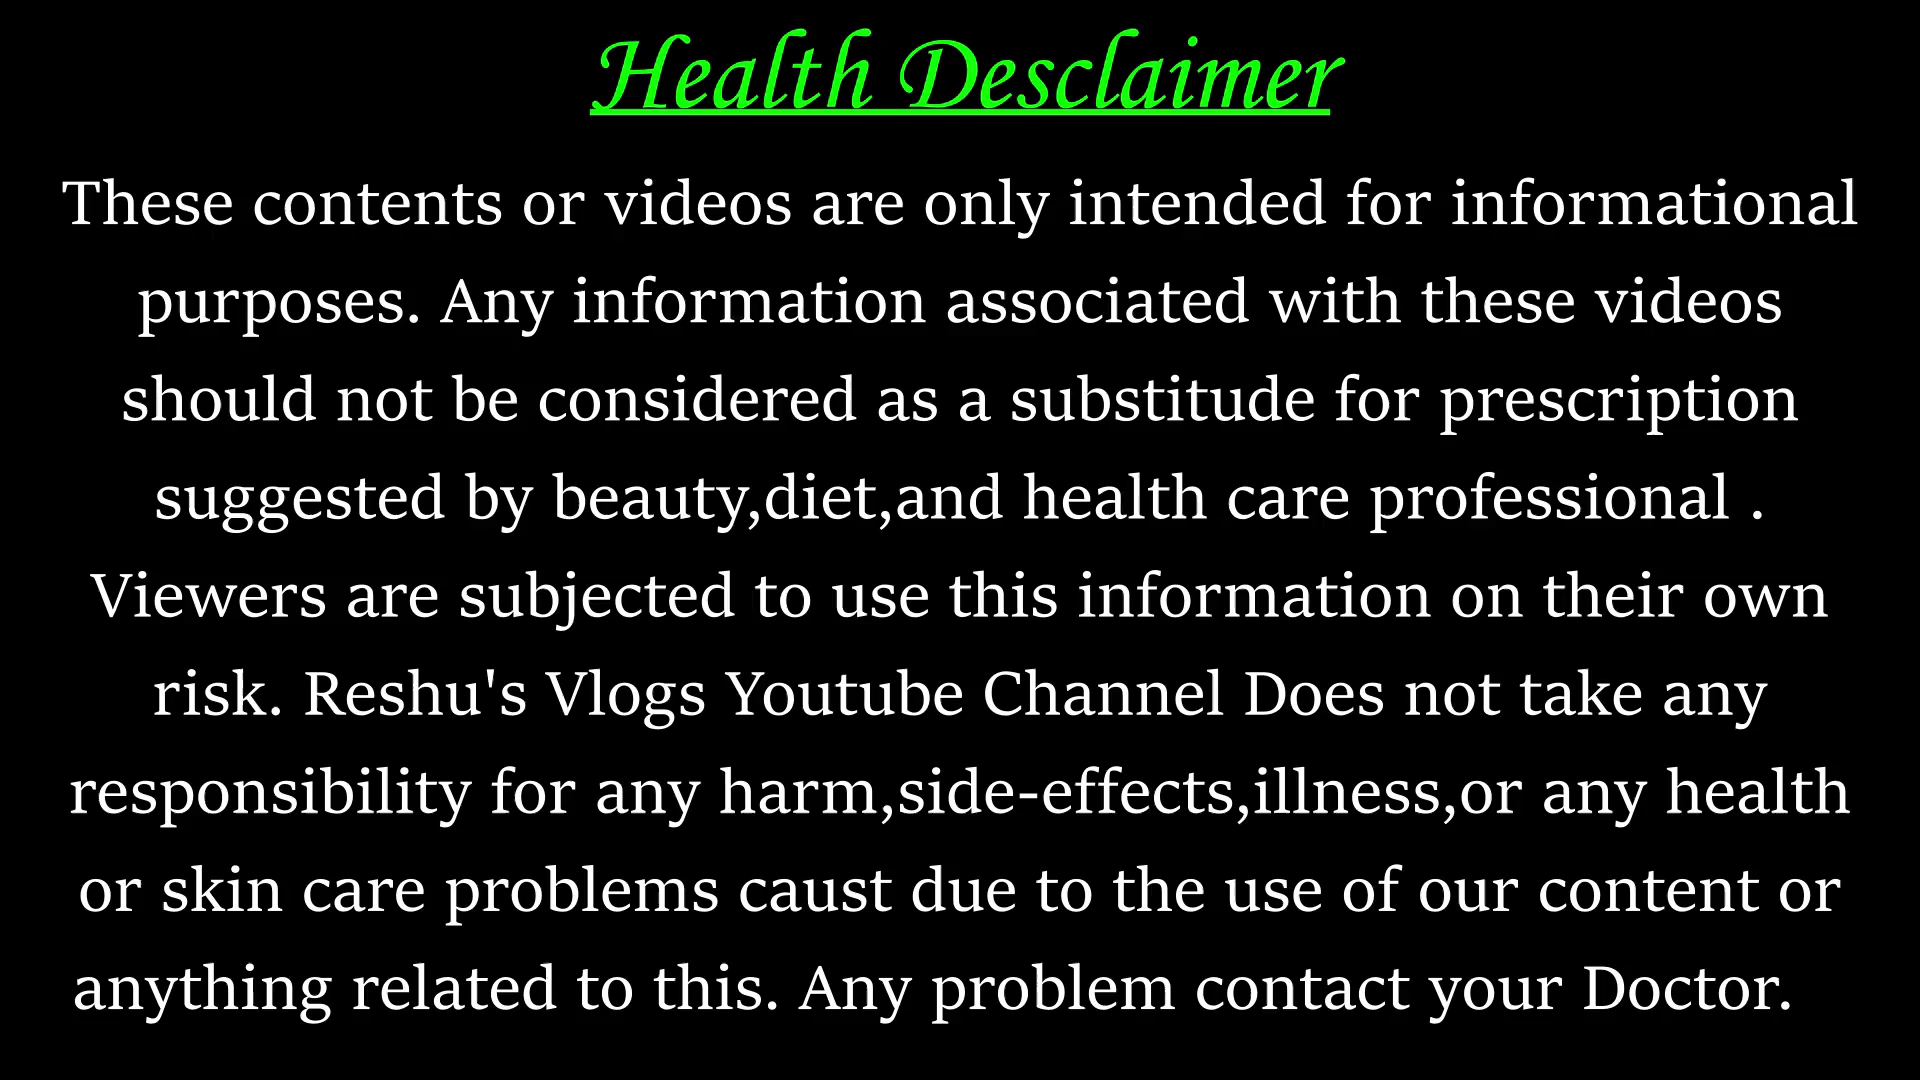 Health Desclaimer
These contents or videos are only intended for informational
purposes. Any information associated with these videos
should not be considered as a substitude for prescription
suggested by beauty,diet,and health care professional .
Viewers are subjected to use this information on their own
risk. Reshu's Vlogs Youtube Channel Does not take any
responsibility for any harm,side-effects,illness,or any health
or skin care problems caust due to the use of our content or
anything related to this. Any problem contact your Doctor.